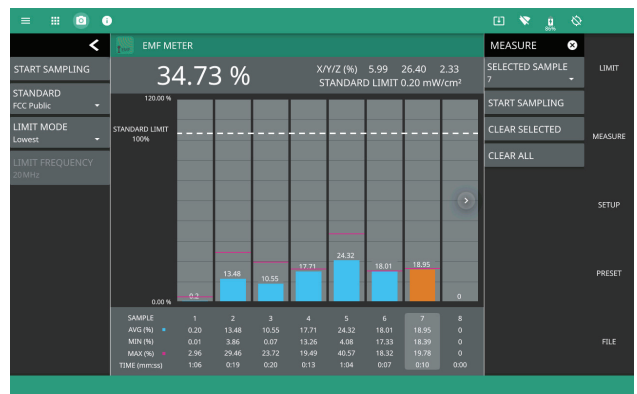 86%
EMF METER
MEASURE
START SAMPLING
STANDARD
FCC Public
LIMIT MODE
Lowest
LIMIT FREQUENCY
20 MHz
34.73 %
X/Y/Z (%) 5.99 26.40 2.33
STANDARD LIMIT 0.20 mW/cm²
120.00 %
STANDARD LIMIT
100%
0.2
13.48
10.55
17.71
24.32
18.01
18.95
0
0.00 %
SAMPLE 1 2 3 4 5 6 7 8
AVG (%) 0.20 13.48 10.55 17.71 24.32 18.01 18.95 0
MIN (%) 0.01 3.86 0.07 13.26 4.08 17.33 18.39 0
MAX (%) 2.96 29.46 23.72 19.49 40.57 18.32 19.78 0
TIME (mm:ss) 1:06 0:19 0:20 0:13 1:04 0:07 0:10 0:00
SELECTED SAMPLE
7
START SAMPLING
CLEAR SELECTED
CLEAR ALL
LIMIT
MEASURE
SETUP
PRESET
FILE